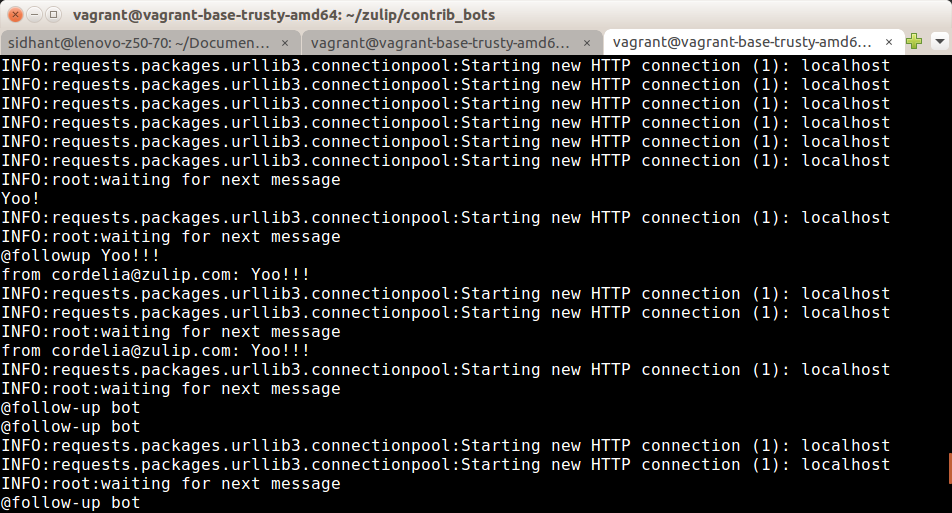 vagrant@vagrant-base-trusty-amd64: ~/zulip/contrib_bots
sidhant@lenovo-z50-70: ~/Documen... × vagrant@vagrant-base-trusty-amd6... × vagrant@vagrant-base-trusty-amd6... ×
INFO:requests.packages.urllib3.connectionpool:Starting new HTTP connection (1): localhost
INFO:requests.packages.urllib3.connectionpool:Starting new HTTP connection (1): localhost
INFO:requests.packages.urllib3.connectionpool:Starting new HTTP connection (1): localhost
INFO:requests.packages.urllib3.connectionpool:Starting new HTTP connection (1): localhost
INFO:requests.packages.urllib3.connectionpool:Starting new HTTP connection (1): localhost
INFO:requests.packages.urllib3.connectionpool:Starting new HTTP connection (1): localhost
INFO:root:waiting for next message
Yoo!
INFO:requests.packages.urllib3.connectionpool:Starting new HTTP connection (1): localhost
INFO:root:waiting for next message
@followup Yoo!!!
from cordelia@zulip.com: Yoo!!!
INFO:requests.packages.urllib3.connectionpool:Starting new HTTP connection (1): localhost
INFO:requests.packages.urllib3.connectionpool:Starting new HTTP connection (1): localhost
INFO:root:waiting for next message
from cordelia@zulip.com: Yoo!!!
INFO:requests.packages.urllib3.connectionpool:Starting new HTTP connection (1): localhost
INFO:root:waiting for next message
@follow-up bot
@follow-up bot
INFO:requests.packages.urllib3.connectionpool:Starting new HTTP connection (1): localhost
INFO:requests.packages.urllib3.connectionpool:Starting new HTTP connection (1): localhost
INFO:root:waiting for next message
@follow-up bot